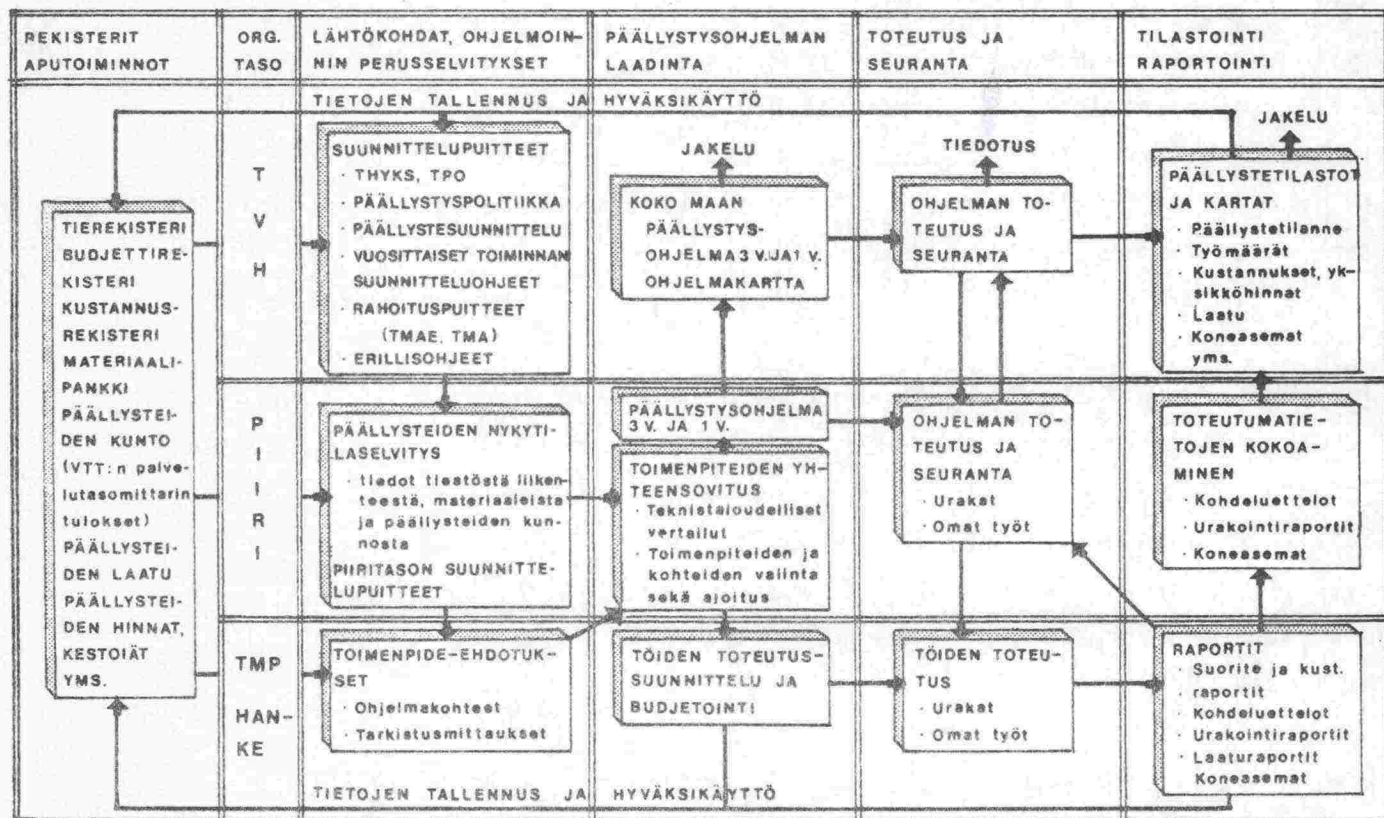 REKISTERIT
APUTOIMINNOT
ORG.
TASO
LÄHTÖKOHDAT, OHJELMOIN-
NIN PERUSSELVITYKSET
PÄÄLLYSTYSOHJELMAN
LAADINTA
TOTEUTUS JA
SEURANTA
TILASTOINTI
RAPORTOINTI
TIETOJEN TALLENNUS JA HYVÄKSIKÄYTTÖ
TIEREKISTERI
BUDJETTIRE-
KISTERI
KUSTANNUS-
REKISTERI
MATERIAALI-
PANKKI
PÄÄLLYSTEI-
DEN KUNTO
(VTT:n palve-
lutasomittarin
tulokset)
PÄÄLLYSTEI-
DEN LAATU
PÄÄLLYSTEI-
DEN HINNAT,
KESTOIÄT
YMS.
T
V
H
SUUNNITTELUPUITTEET
· THYKS, TPO
· PÄÄLLYSTYSPOLITIIKKA
· PÄÄLLYSTESUUNNITTELU
· VUOSITTAISET TOIMINNAN
SUUNNITTELUOHJEET
· RAHOITUSPUITTEET
(TMAE, TMA)
· ERILLISOHJEET
JAKELU
KOKO MAAN
PÄÄLLYSTYS-
OHJELMA 3 V. JA 1 V.
OHJELMAKARTTA
TIEDOTUS
OHJELMAN TO-
TEUTUS JA
SEURANTA
JAKELU
PÄÄLLYSTETILASTOT
JA KARTAT
· Päällystetilanne
Työmäärät
· Kustannukset, yk-
sikköhinnat
· Laatu
· Koneasemat
yms.
P
I
I
R
I
PÄÄLLYSTEIDEN NYKYTI-
LASELVITYS
· tiedot tiestöstä liiken-
teestä, materiaaleista
ja päällysteiden kun-
nosta
PIIRITASON SUUNNITTE-
LUPUITTEET
PÄÄLLYSTYSOHJELMA
3 V. JA 1 V.
TOIMENPITEIDEN YH-
TEENSOVITUS
· Teknistaloudelliset
vertailut
· Toimenpiteiden ja
kohteiden valinta
sekä ajoitus
OHJELMAN TO-
TEUTUS JA
SEURANTA
· Urakat
· Omat työt
TOTEUTUMATIE-
TOJEN KOKOA-
MINEN
· Kohdeluettelot
· Urakointiraportit
· Koneasemat
TMP
HAN-
KE
TOIMENPIDE-EHDOTUK-
SET
· Ohjelmakohteet
· Tarkistusmittaukset
TÖIDEN TOTEUTUS-
SUUNNITTELU JA
BUDJETOINTI
TÖIDEN TOTEU-
TUS
· Urakat
· Omat työt
RAPORTIT
· Suorite ja kust.
· raportit
· Kohdeluettelot
· Urakointiraportit
· Laaturaportit
Koneasemat
TIETOJEN TALLENNUS JA HYVÄKSIKÄYTTÖ